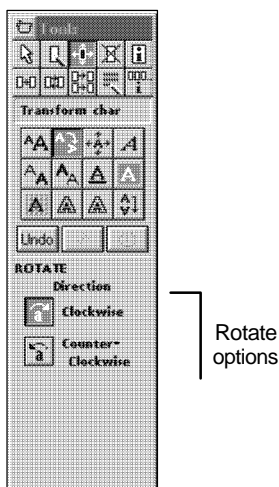 Tools
Transform char
Undo
ROTATE
Direction
Clockwise
Counter-
Clockwise
Rotate
options